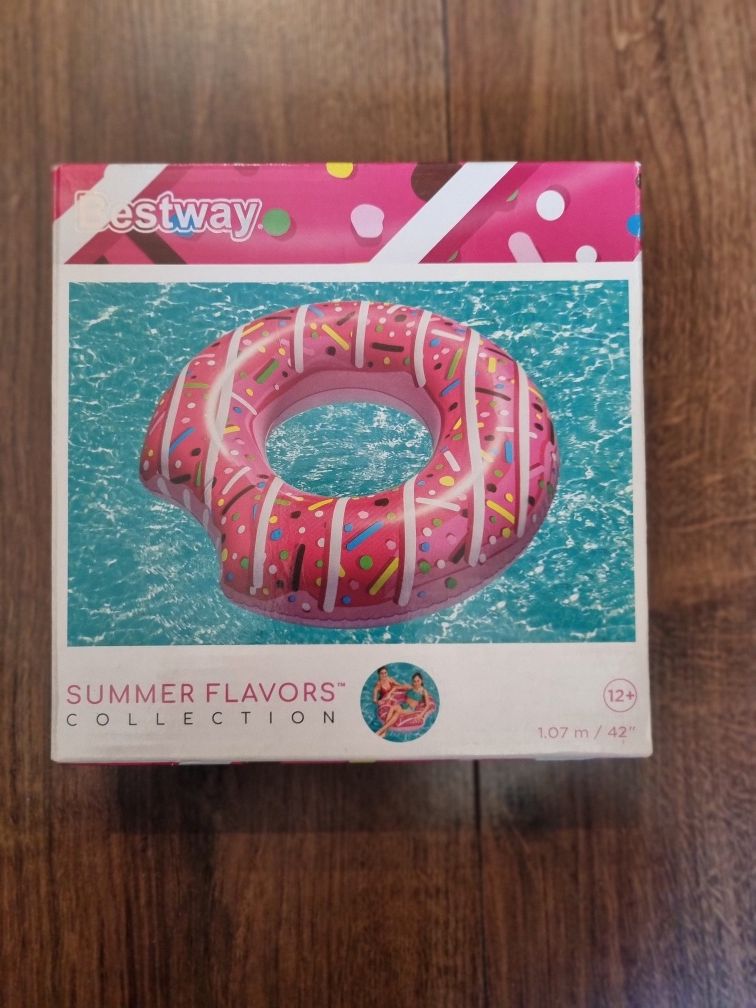 Bestway®
SUMMER FLAVORS™
COLLECTION
12+
1.07 m / 42"